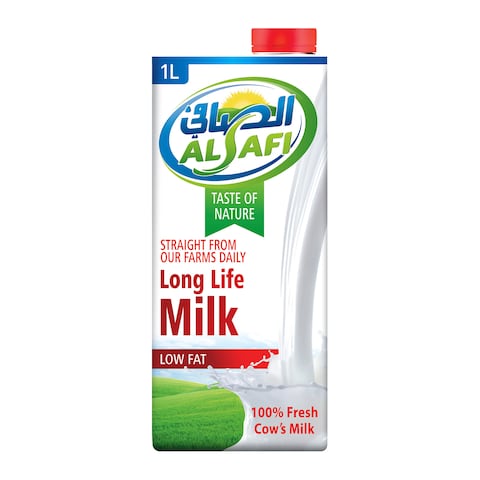 1L
الصافي
AL SAFI
TASTE OF
NATURE
STRAIGHT FROM
OUR FARMS DAILY
Long Life
Milk
LOW FAT
100% Fresh
Cow's Milk